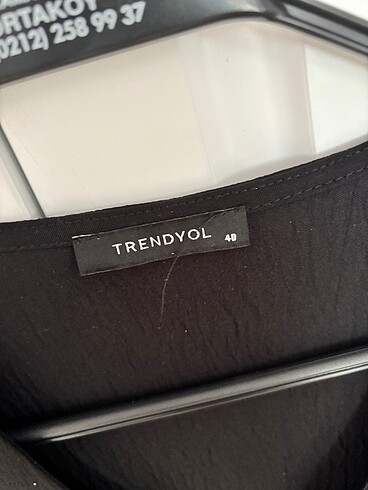 ORTAKÖY
(0212) 258 99 37
TRENDYOL 40